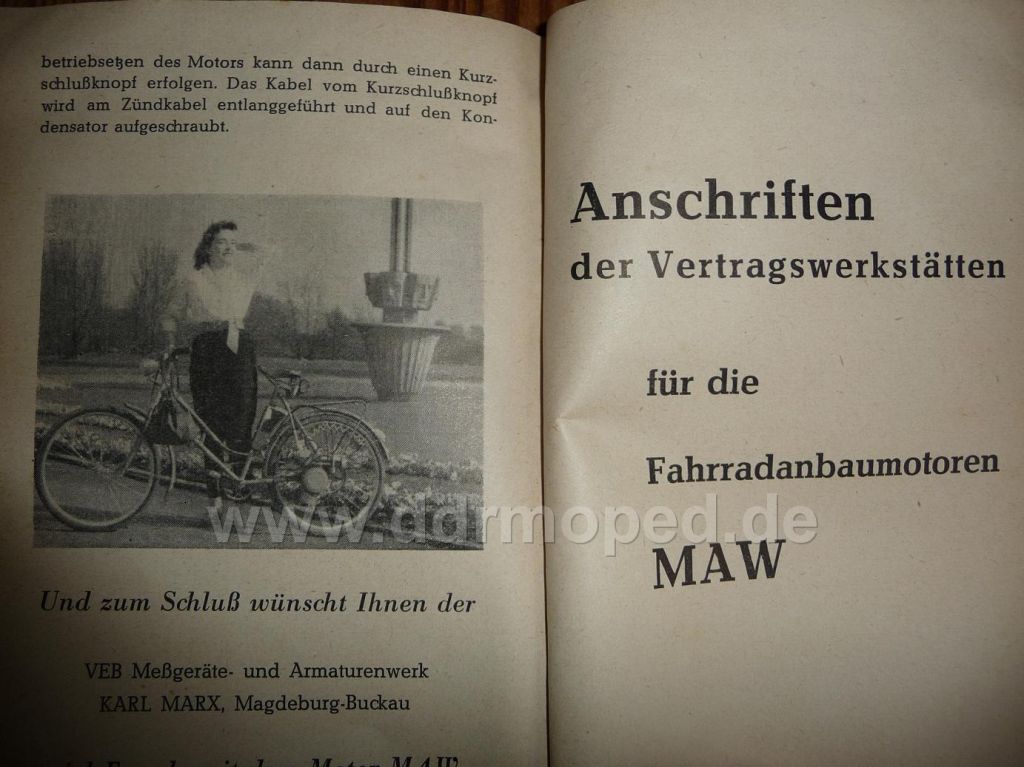 betriebsetzen des Motors kann dann durch einen Kurz-
schlußknopf erfolgen. Das Kabel vom Kurzschlußknopf
wird am Zündkabel entlanggeführt und auf den Kon-
densator aufgeschraubt.
Und zum Schluß wünscht Ihnen der
VEB Meßgeräte- und Armaturenwerk
KARL MARX, Magdeburg-Buckau
Motor MAW
Anschriften
der Vertragswerkstätten
für die
Fahrradanbaumotoren
MAW
www.ddrmoped.de